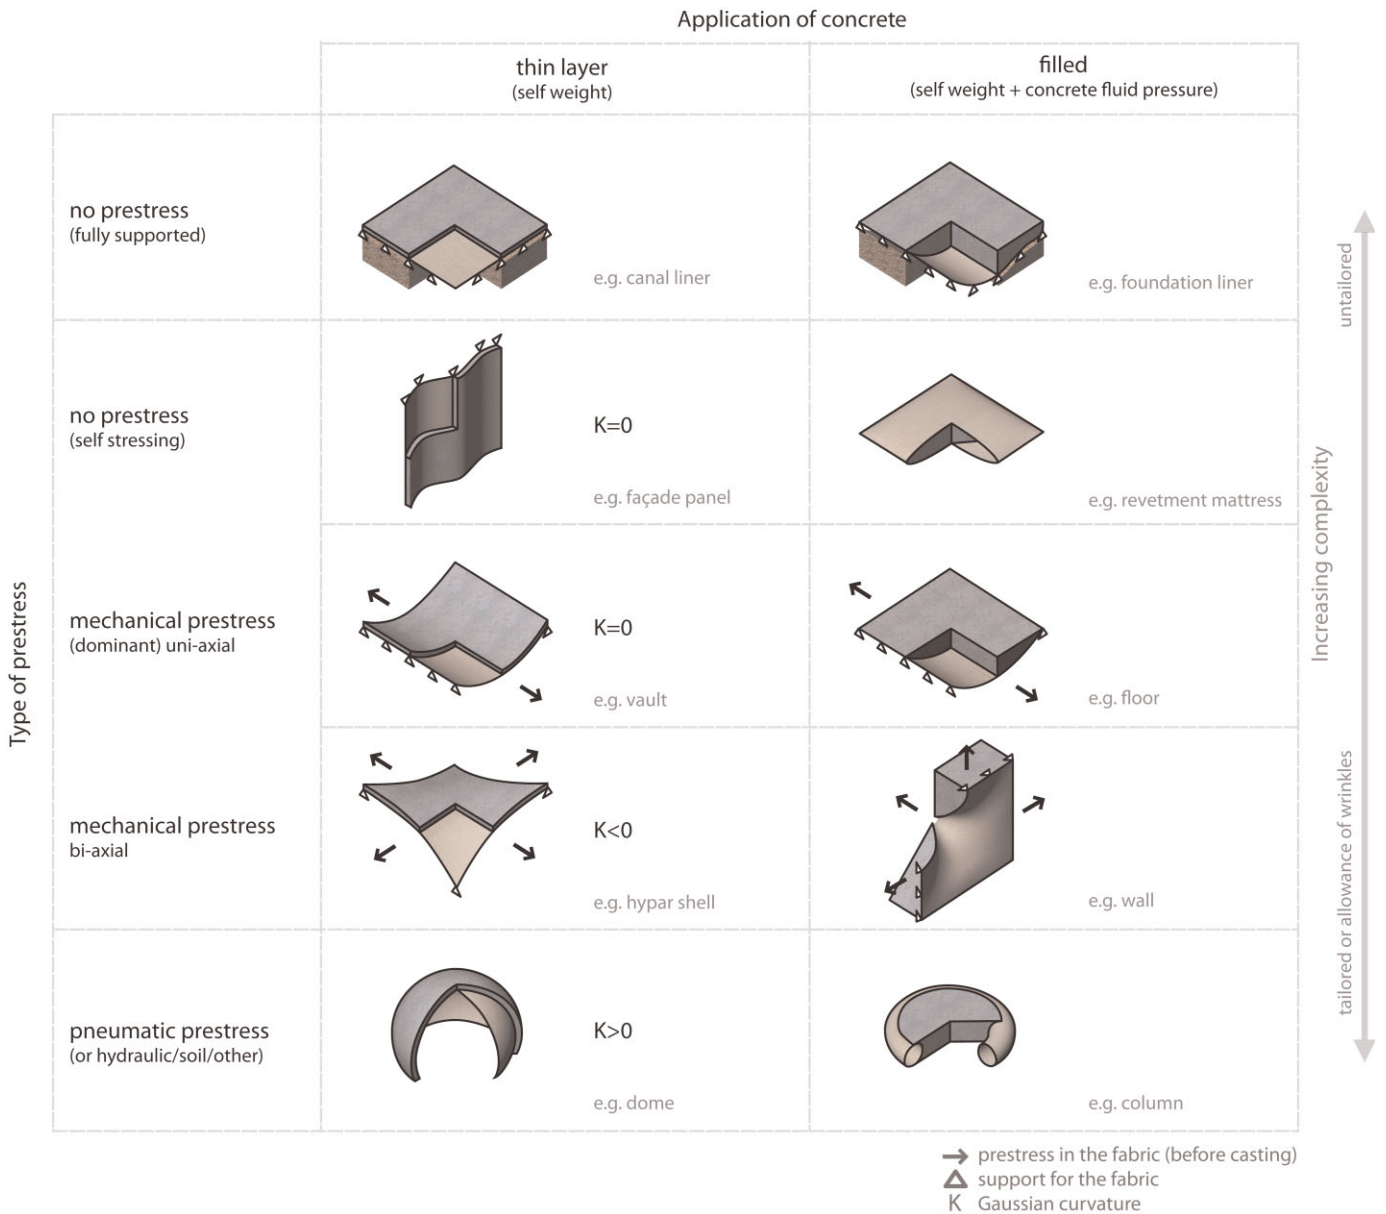 Application of concrete
thin layer
(self weight)
filled
(self weight + concrete fluid pressure)
Type of prestress
no prestress
(fully supported)
e.g. canal liner
e.g. foundation liner
no prestress
(self stressing)
K=0
e.g. façade panel
e.g. revetment mattress
mechanical prestress
(dominant) uni-axial
K=0
e.g. vault
e.g. floor
mechanical prestress
bi-axial
K<0
e.g. hypar shell
e.g. wall
pneumatic prestress
(or hydraulic/soil/other)
K>0
e.g. dome
e.g. column
Increasing complexity
untailored
tailored or allowance of wrinkles
prestress in the fabric (before casting)
support for the fabric
K Gaussian curvature